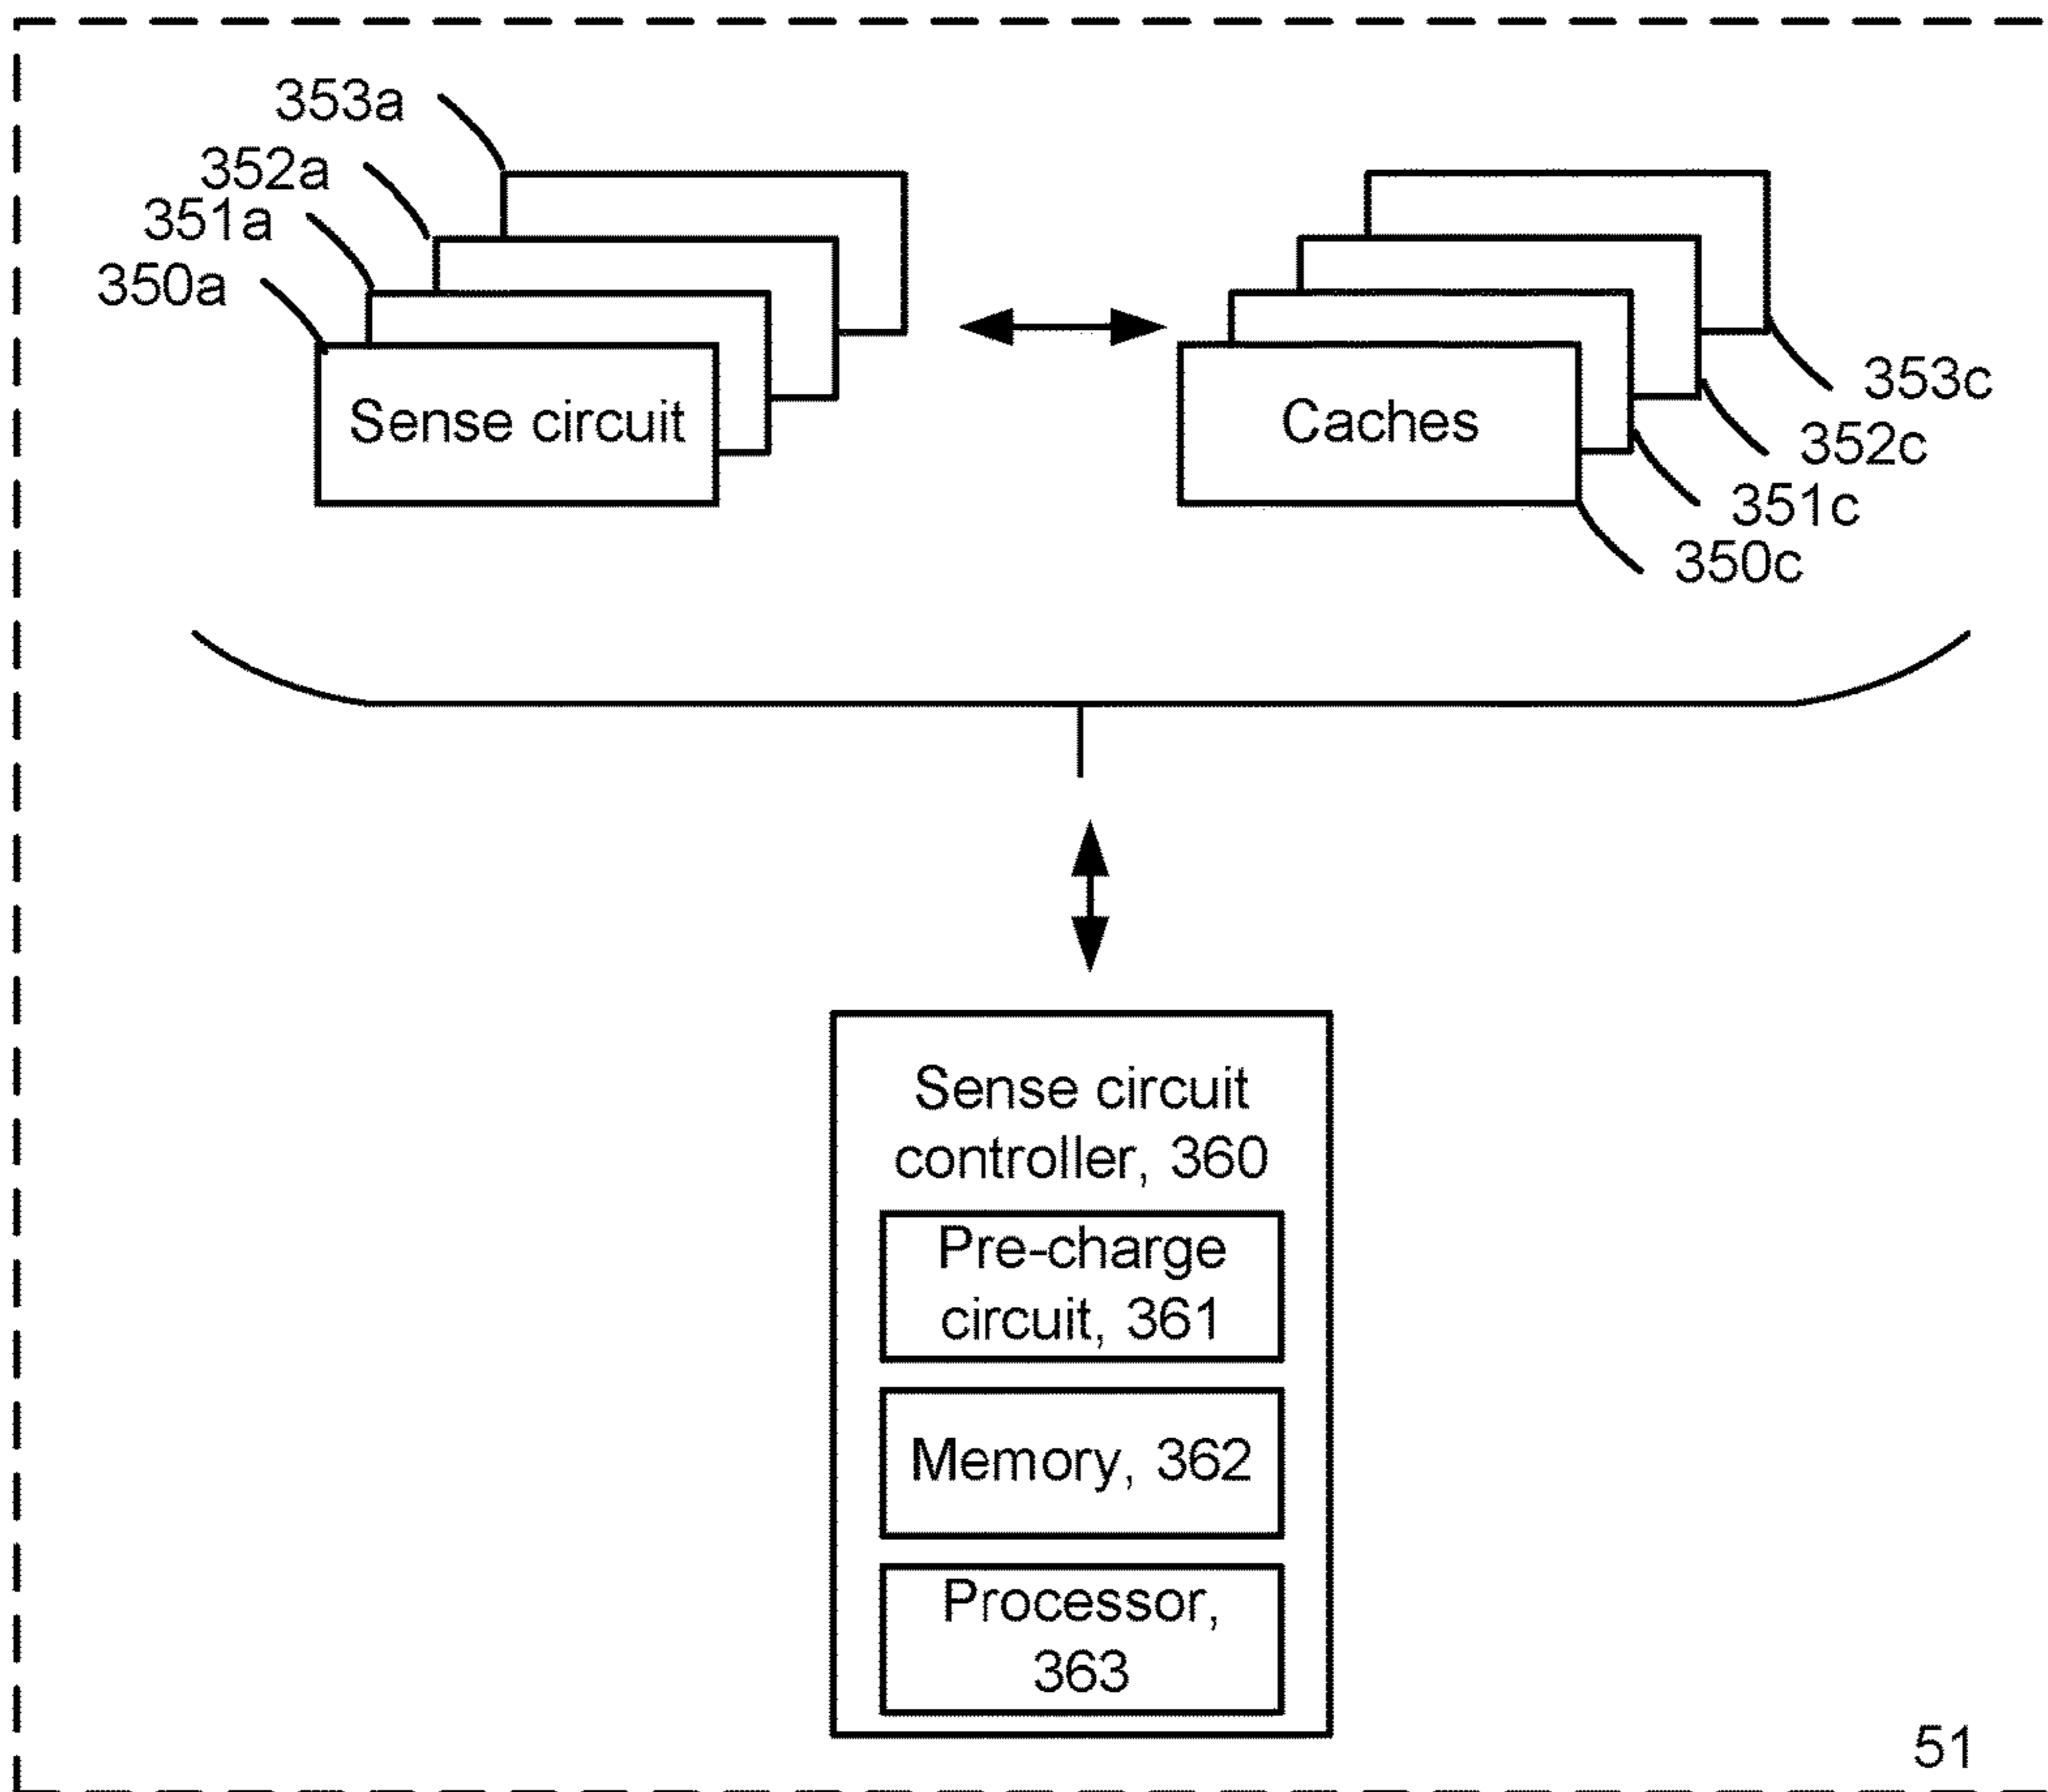 353a
352a
351a
350a
Sense circuit
Caches
353c
352c
351c
350c
Sense circuit
controller, 360
Pre-charge
circuit, 361
Memory, 362
Processor,
363
51